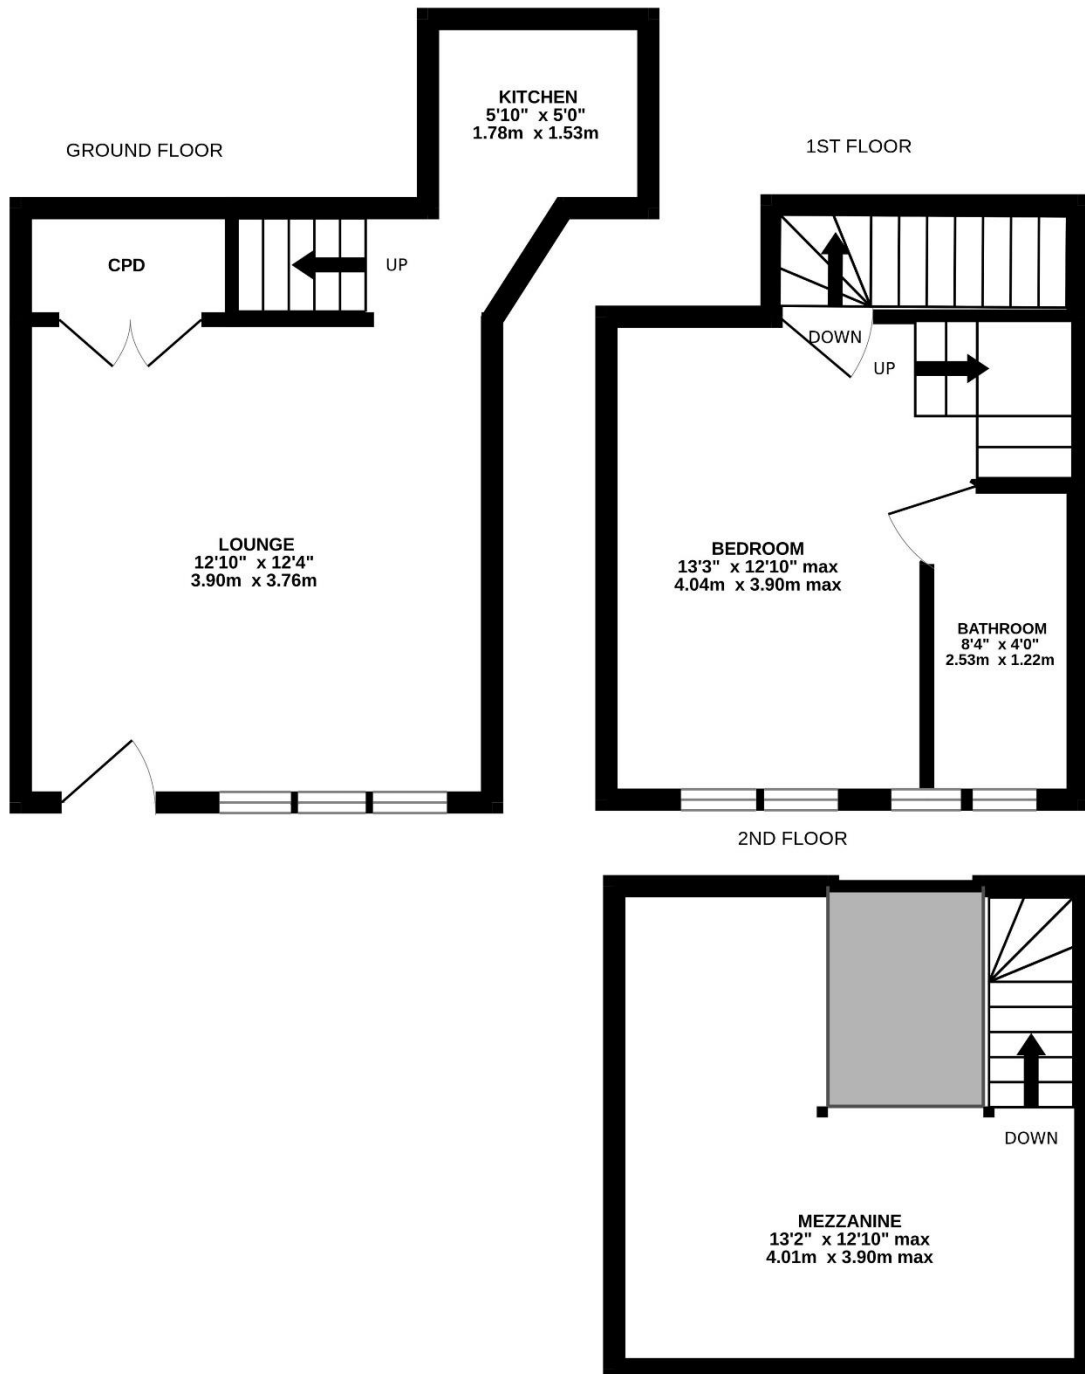 GROUND FLOOR
KITCHEN
5'10" x 5'0"
1.78m x 1.53m
CPD
UP
LOUNGE
12'10" x 12'4"
3.90m x 3.76m
1ST FLOOR
DOWN
UP
BEDROOM
13'3" x 12'10" max
4.04m x 3.90m max
BATHROOM
8'4" x 4'0"
2.53m x 1.22m
2ND FLOOR
DOWN
MEZZANINE
13'2" x 12'10" max
4.01m x 3.90m max